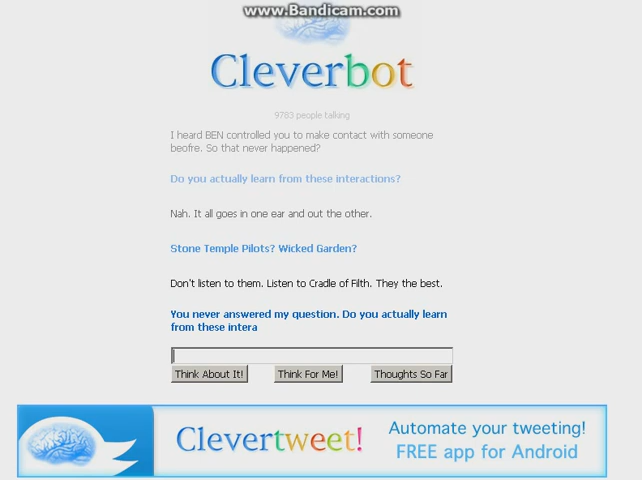 www.Bandicam.com
Cleverbot
9783 people talking
I heard BEN controlled you to make contact with someone
beofre. So that never happened?
Do you actually learn from these interactions?
Nah. It all goes in one ear and out the other.
Stone Temple Pilots? Wicked Garden?
Don't listen to them. Listen to Cradle of Filth. They the best.
You never answered my question. Do you actually learn
from these intera
Think About It! Think For Me! Thoughts So Far
Clevertweet! Automate your tweeting!
FREE app for Android